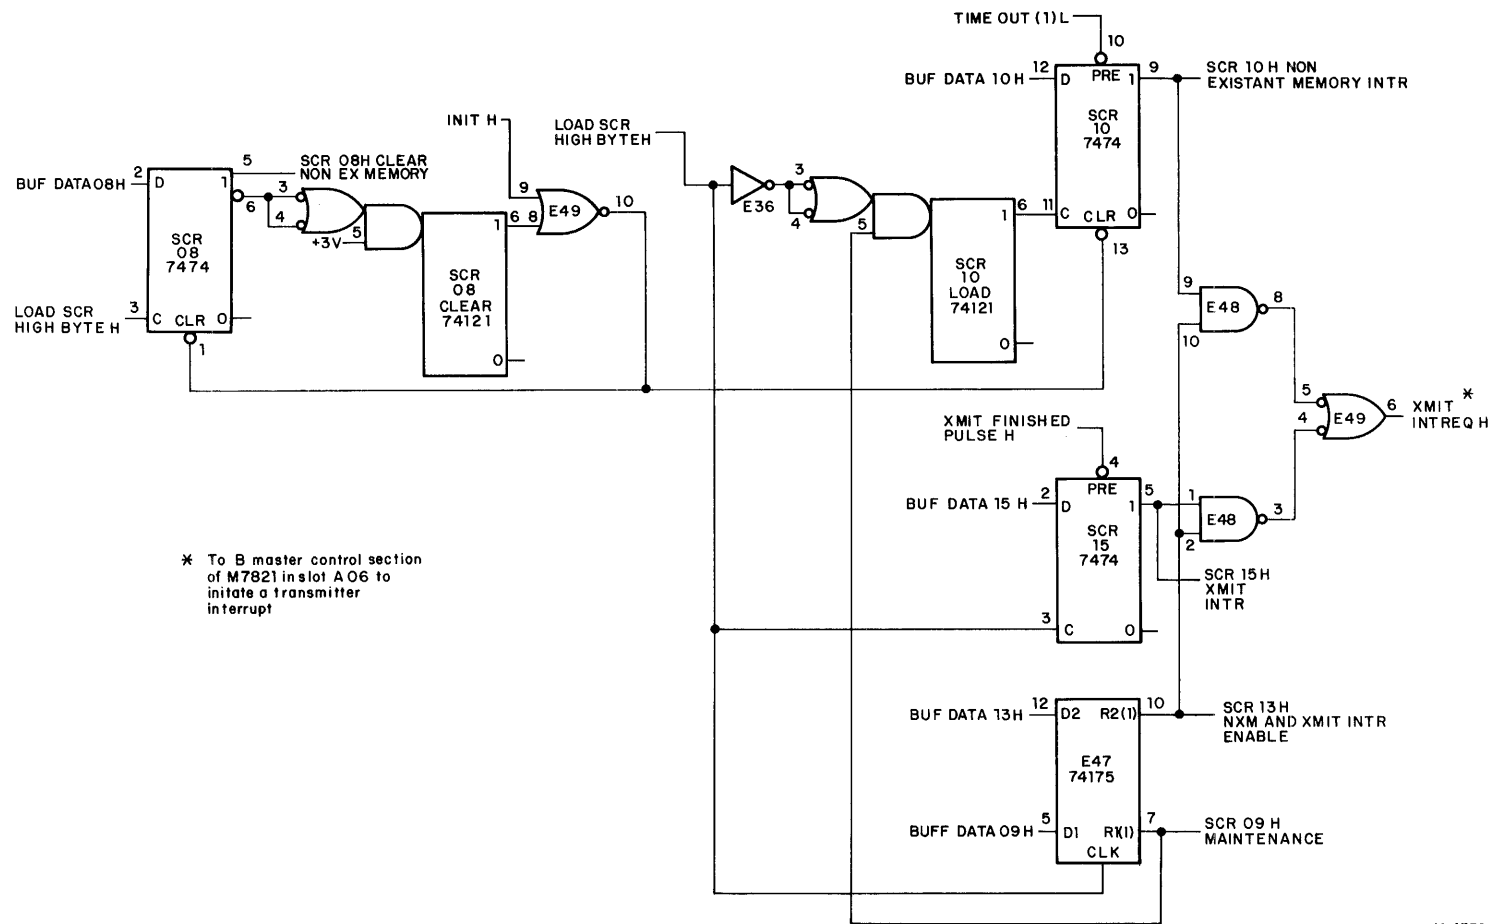 TIME OUT (1) L
10
BUF DATA 10 H
12
D
PRE
1
9
SCR 10 H NON
EXISTANT MEMORY INTR
SCR
10
7474
C
CLR
0
11
13
INIT H
LOAD SCR
HIGH BYTEH
BUF DATA08H
2
D
1
5
SCR 08H CLEAR
NON EX MEMORY
6
3
4
+3V
5
SCR
08
7474
LOAD SCR
HIGH BYTE H
3
C
CLR
0
1
SCR
08
CLEAR
74121
1
0
6
8
9
E49
10
E36
3
4
5
SCR
10
LOAD
74121
1
0
6
9
10
E48
8
5
4
E49
6
XMIT *
INTREQ H
XMIT FINISHED
PULSE H
4
BUF DATA 15 H
2
D
PRE
1
5
SCR
15
7474
3
C
0
1
2
E48
3
SCR 15H
XMIT
INTR
* To B master control section
of M7821 in slot A06 to
initate a transmitter
interrupt
BUF DATA 13H
12
D2
R2(1)
10
SCR 13H
NXM AND XMIT INTR
ENABLE
E47
74175
BUFF DATA 09H
5
D1
R1(1)
7
SCR 09 H
MAINTENANCE
CLK